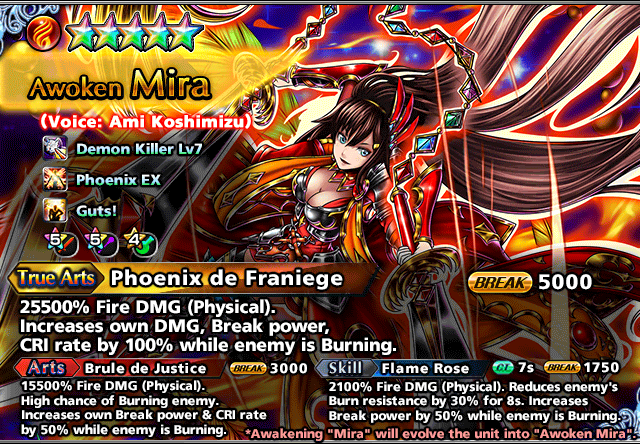 Awoken Mira
(Voice: Ami Koshimizu)
Demon Killer Lv7
Phoenix EX
Guts!
5 5 4
True Arts Phoenix de Franiege BREAK 5000
25500% Fire DMG (Physical).
Increases own DMG, Break power,
CRI rate by 100% while enemy is Burning.
Arts Brule de Justice BREAK 3000
15500% Fire DMG (Physical).
High chance of Burning enemy.
Increases own Break power & CRI rate
by 50% while enemy is Burning.
Skill Flame Rose CT 7s BREAK 1750
2100% Fire DMG (Physical). Reduces enemy's
Burn resistance by 30% for 8s. Increases
Break power by 50% while enemy is Burning.
*Awakening "Mira" will evolve the unit into "Awoken Mira".